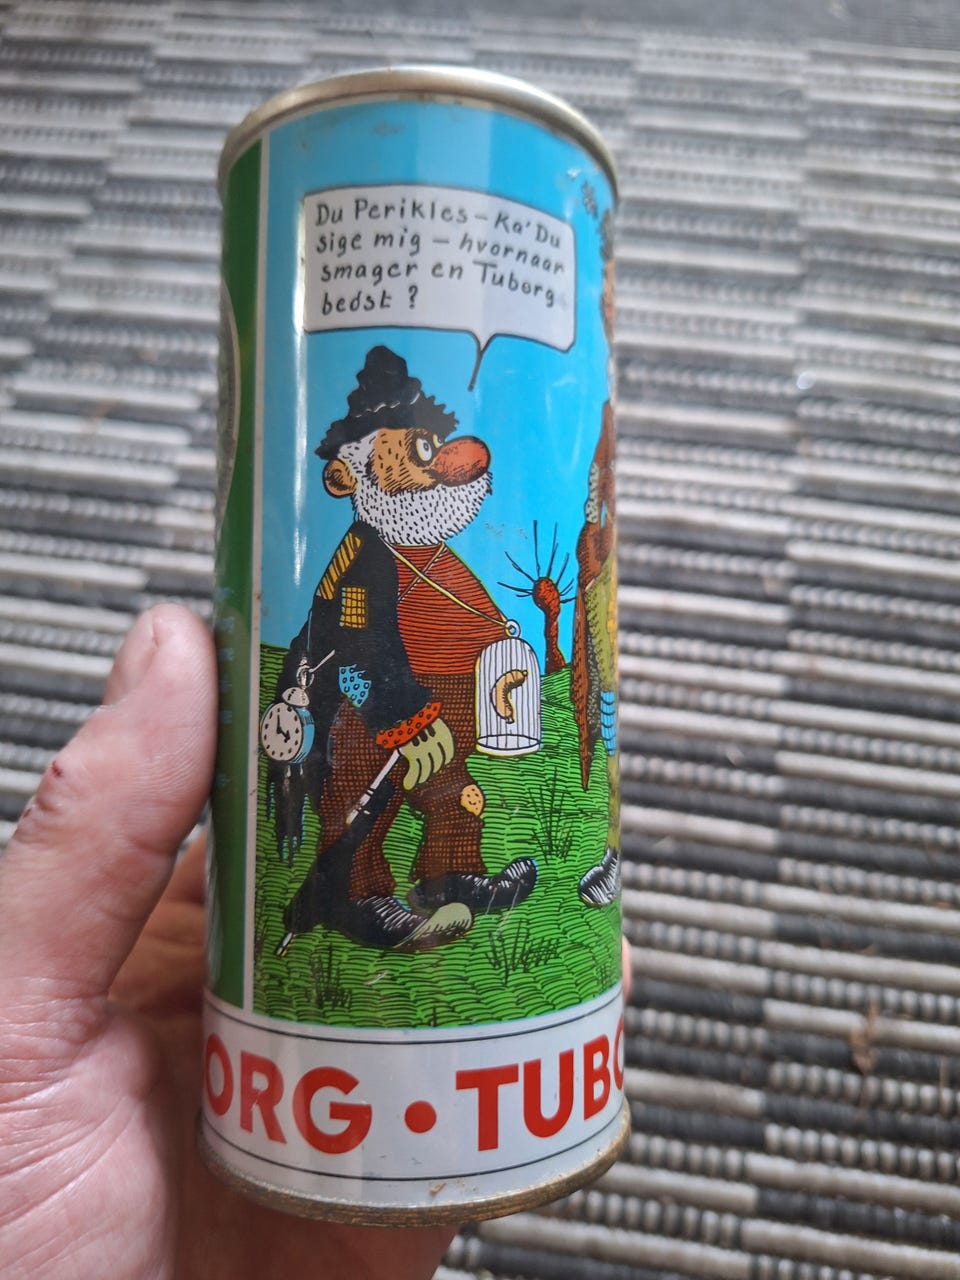 Du Perikles - Ka' Du
sige mig - hvornaar
smager en Tuborg
bedst ?
ORG • TUBO